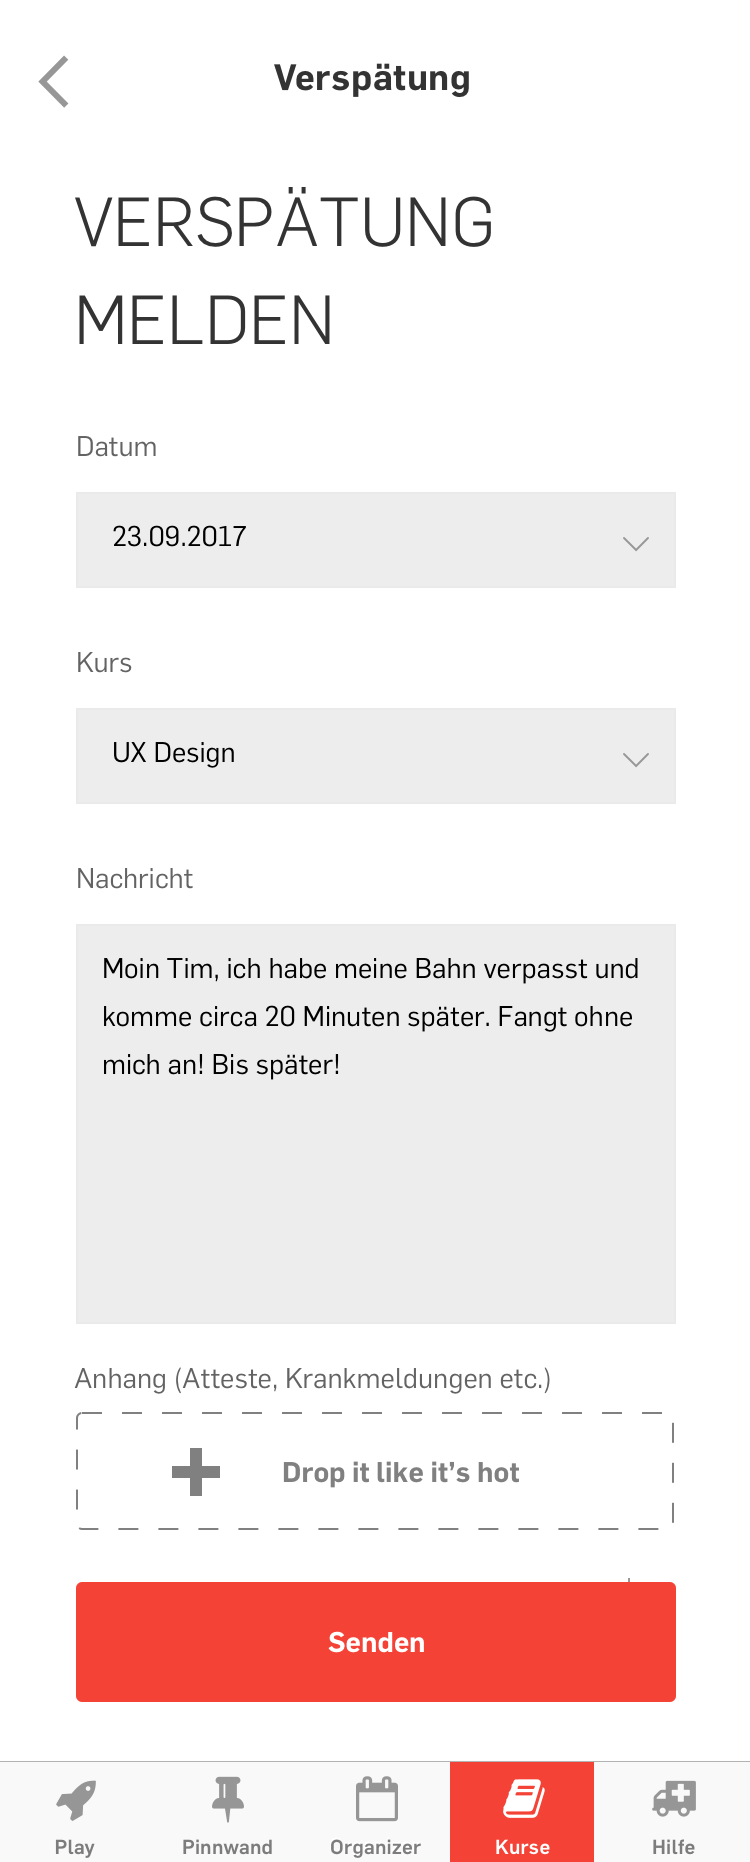 Verspätung
VERSPÄTUNG
MELDEN
Datum
23.09.2017
Kurs
UX Design
Nachricht
Moin Tim, ich habe meine Bahn verpasst und
komme circa 20 Minuten später. Fangt ohne
mich an! Bis später!
Anhang (Atteste, Krankmeldungen etc.)
Drop it like it’s hot
Senden
Play
Pinnwand
Organizer
Kurse
Hilfe